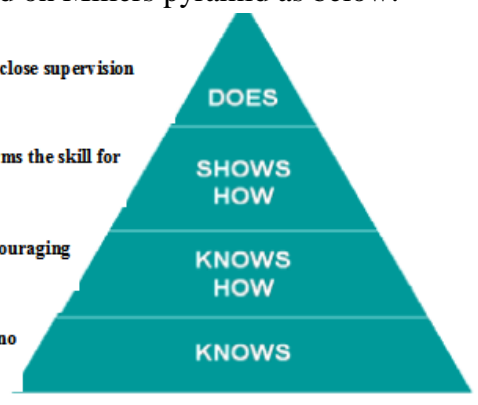 d on Millers pyramid as below:
close supervision
DOES
ms the skill for
SHOWS
HOW
ouraging
KNOWS
HOW
no
KNOWS